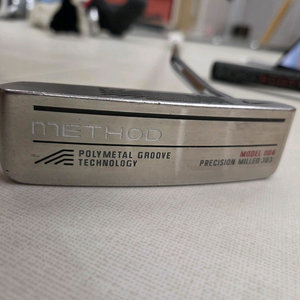 METHOD
POLYMETAL GROOVE
TECHNOLOGY
MODEL 004
PRECISION MILLED 303